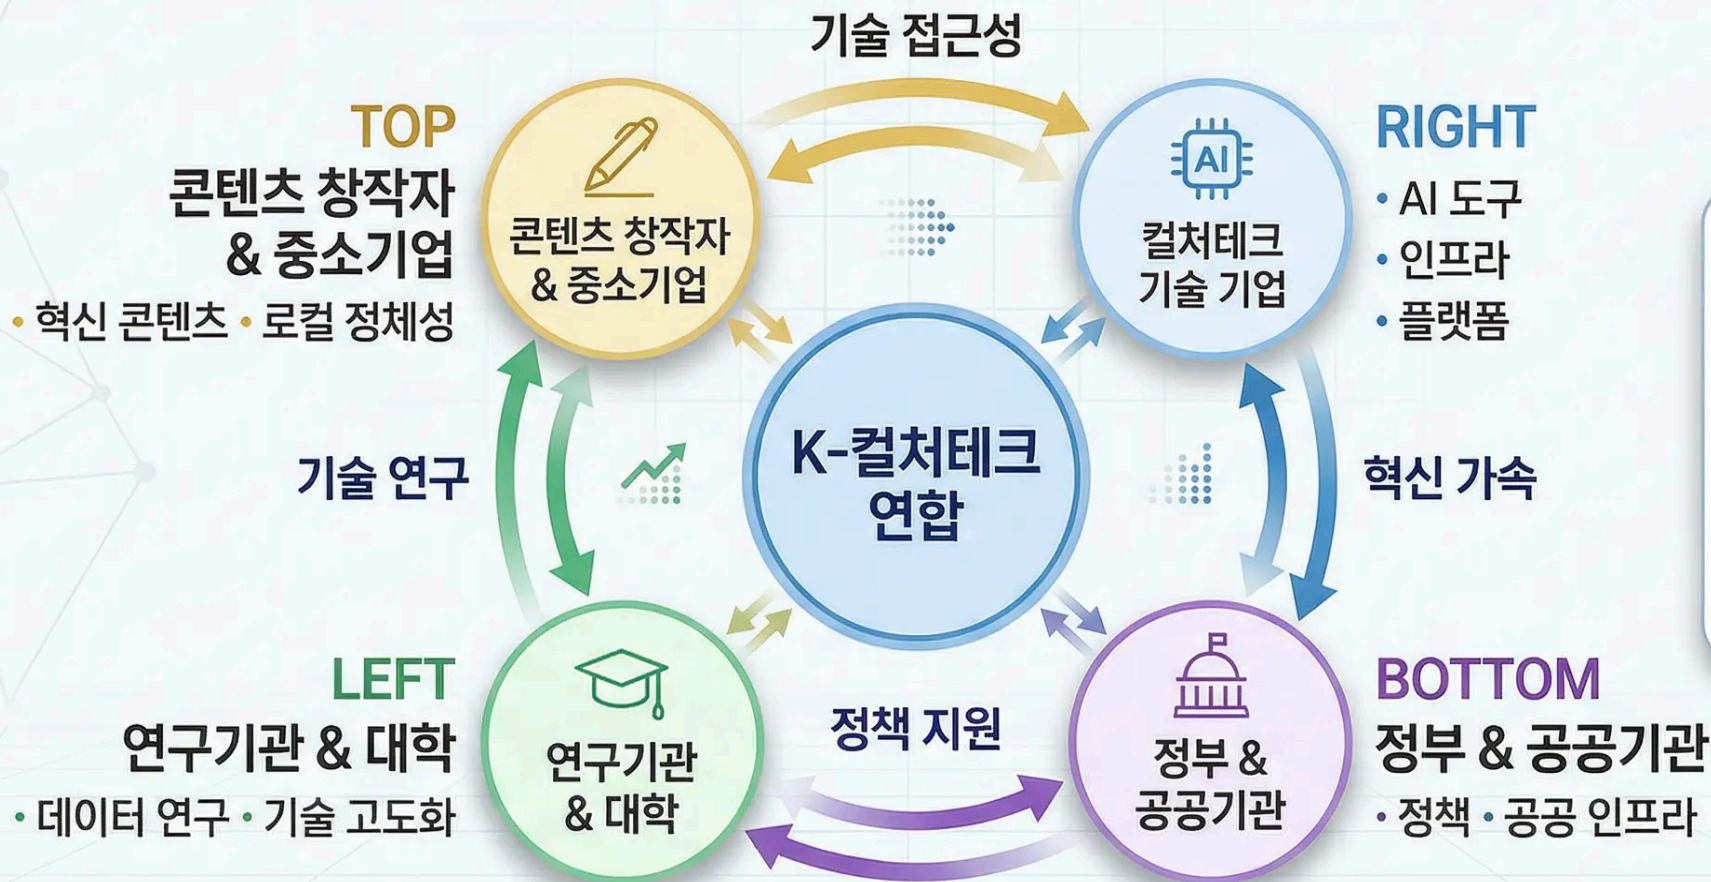 기술 접근성
TOP
콘텐츠 창작자
& 중소기업
• 혁신 콘텐츠 • 로컬 정체성
콘텐츠 창작자
& 중소기업
AI
컬처테크
기술 기업
RIGHT
• AI 도구
• 인프라
• 플랫폼
기술 연구
K-컬처테크
연합
혁신 가속
LEFT
연구기관 & 대학
• 데이터 연구 • 기술 고도화
연구기관
& 대학
정책 지원
정부 &
공공기관
BOTTOM
정부 & 공공기관
• 정책 • 공공 인프라